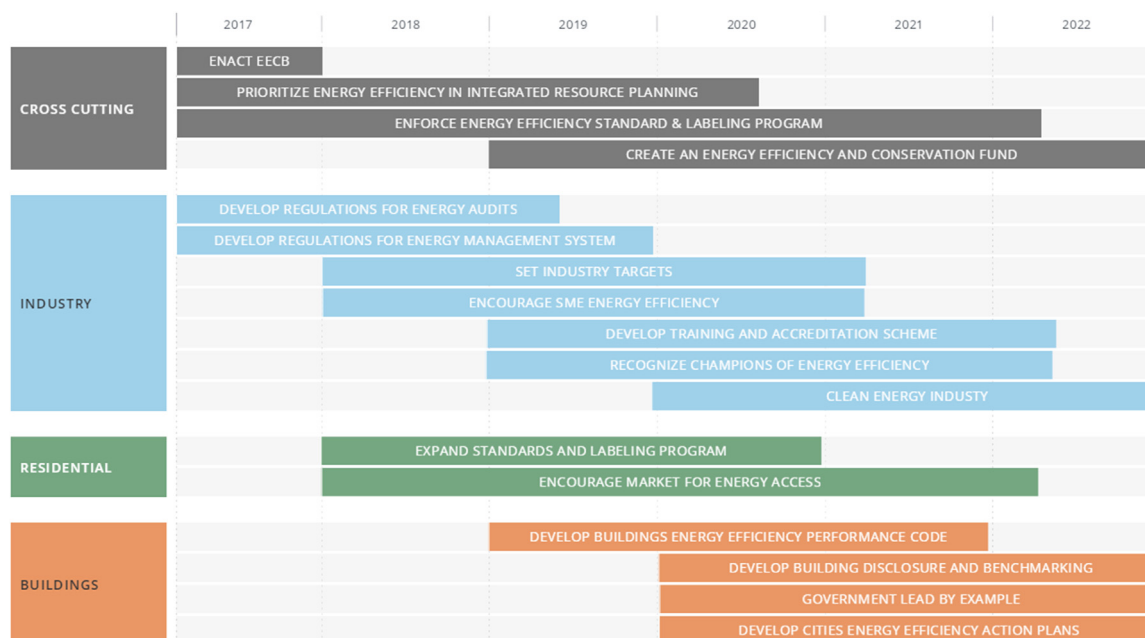 2017 2018 2019 2020 2021 2022
CROSS CUTTING
ENACT EECB
PRIORITIZE ENERGY EFFICIENCY IN INTEGRATED RESOURCE PLANNING
ENFORCE ENERGY EFFICIENCY STANDARD & LABELING PROGRAM
CREATE AN ENERGY EFFICIENCY AND CONSERVATION FUND
INDUSTRY
DEVELOP REGULATIONS FOR ENERGY AUDITS
DEVELOP REGULATIONS FOR ENERGY MANAGEMENT SYSTEM
SET INDUSTRY TARGETS
ENCOURAGE SME ENERGY EFFICIENCY
DEVELOP TRAINING AND ACCREDITATION SCHEME
RECOGNIZE CHAMPIONS OF ENERGY EFFICIENCY
CLEAN ENERGY INDUSTY
RESIDENTIAL
EXPAND STANDARDS AND LABELING PROGRAM
ENCOURAGE MARKET FOR ENERGY ACCESS
BUILDINGS
DEVELOP BUILDINGS ENERGY EFFICIENCY PERFORMANCE CODE
DEVELOP BUILDING DISCLOSURE AND BENCHMARKING
GOVERNMENT LEAD BY EXAMPLE
DEVELOP CITIES ENERGY EFFICIENCY ACTION PLANS